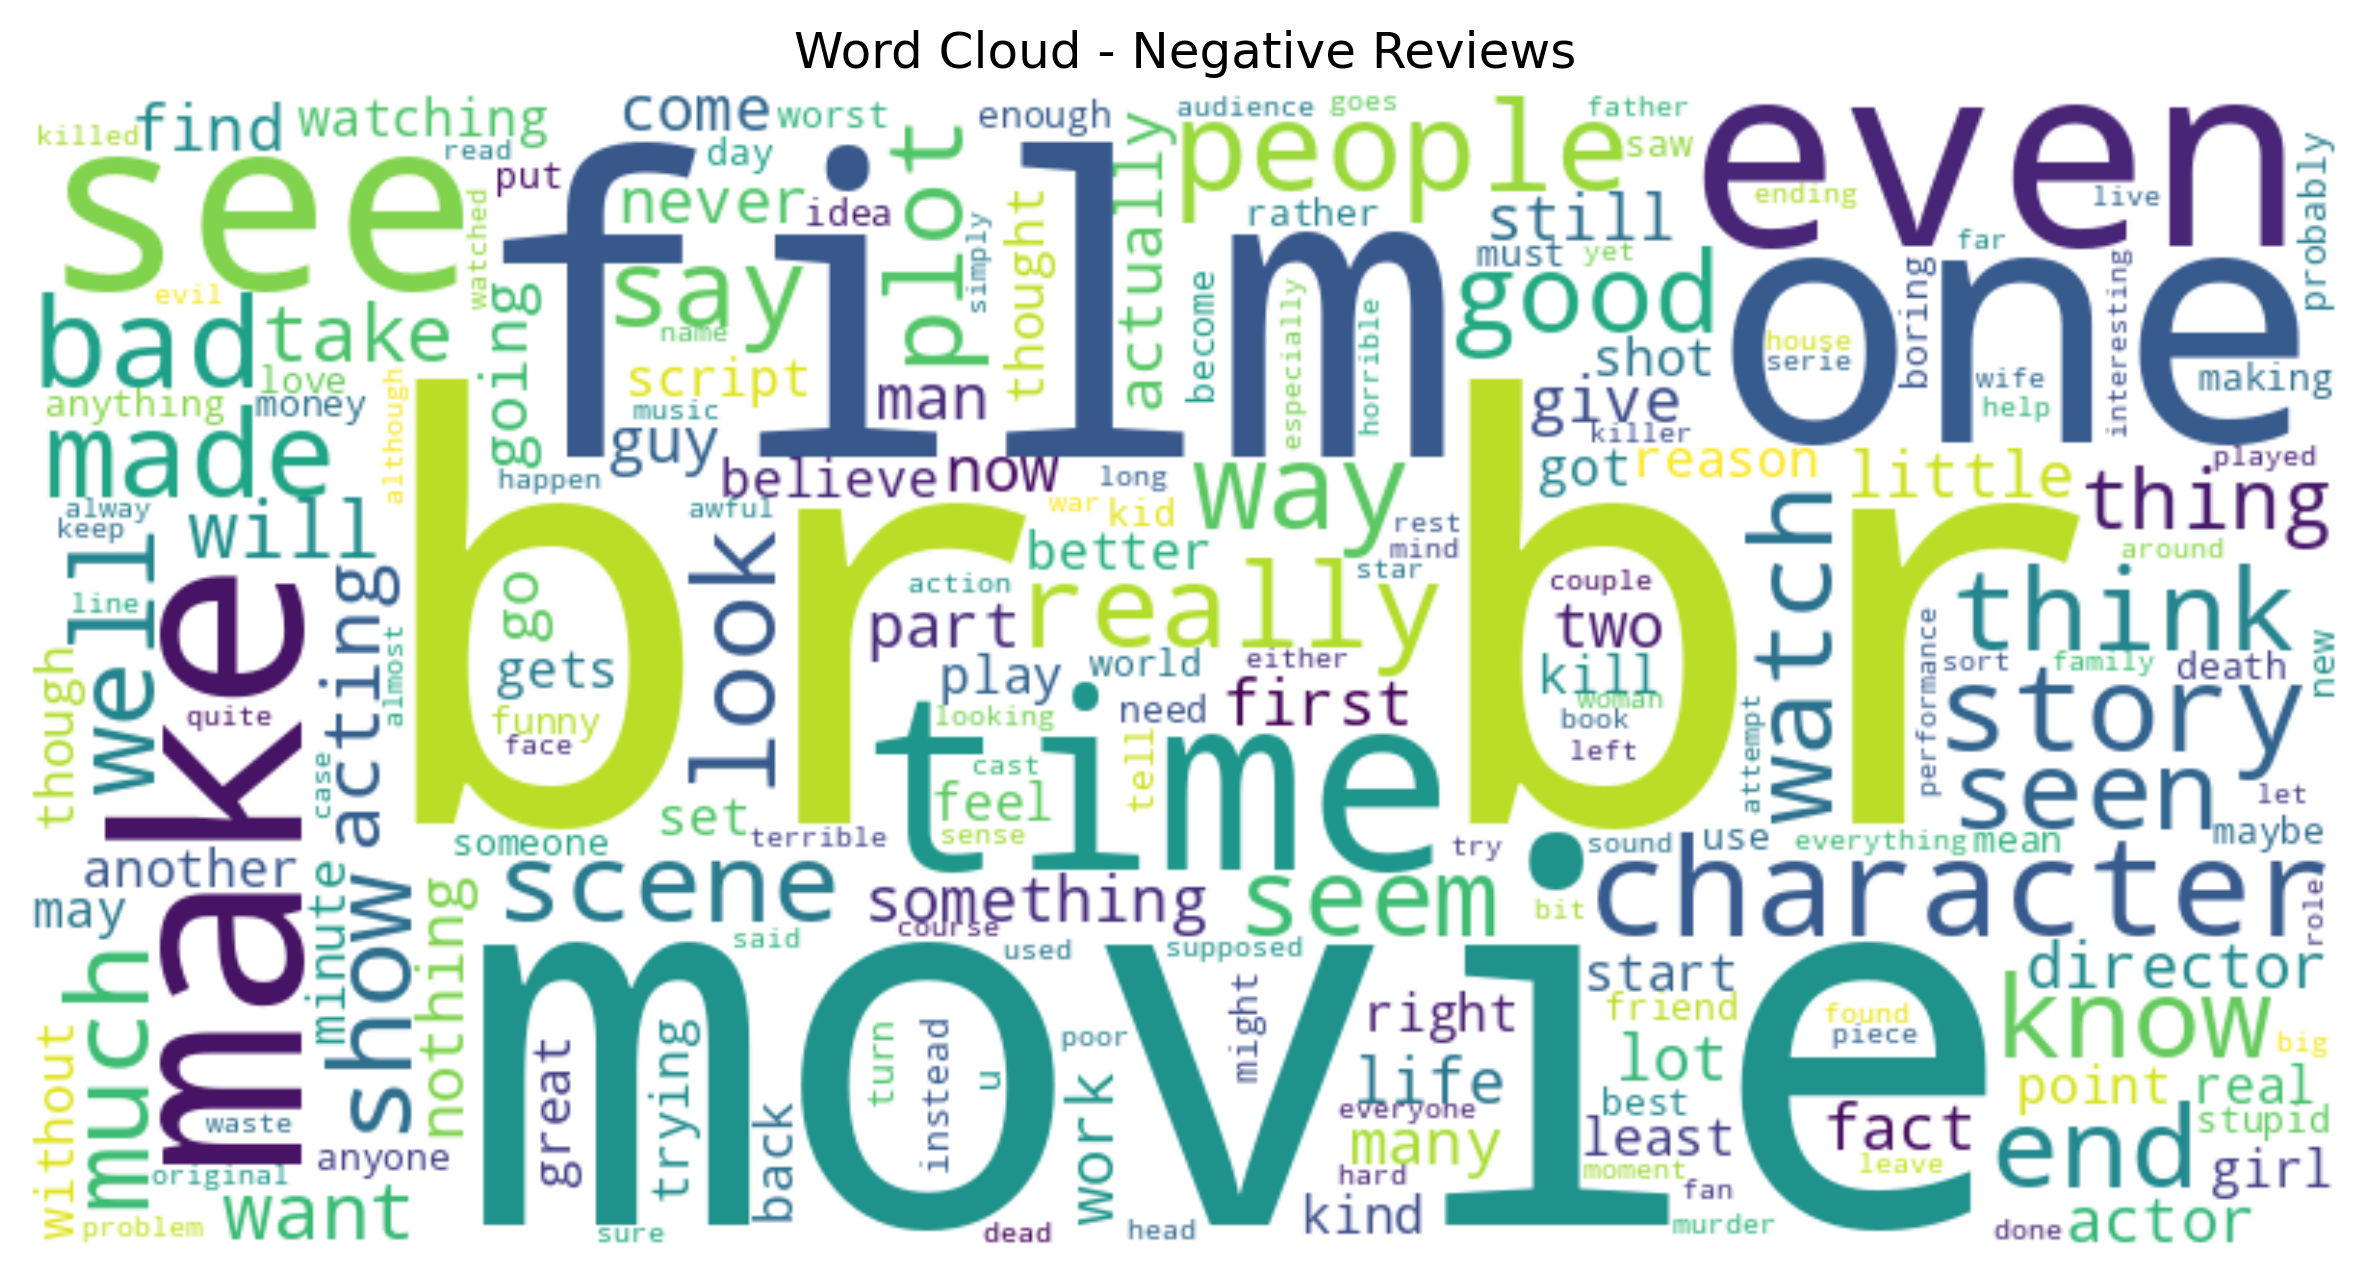 Word Cloud - Negative Reviews
killed
find
watching
come
worst
enough
audience
goes
father
even
see
read
put
day
never
idea
plot
film
people
saw
actually
rather
still
ending
live
probably
watched
simply
thought
must
yet
far
evil
say
name
good
one
bad
take
going
script
man
become
especially
horrible
shot
house
serie
boring
wife
help
interesting
making
anything
love
money
although
music
guy
give
killer
made
happen
believe
now
long
way
got
reason
little
played
thing
alway
keep
will
br
awful
war
kid
rest
mind
star
br
watch
around
well
line
make
acting
go
look
better
action
really
part
couple
two
think
though
almost
gets
play
world
either
kill
woman
performance
sort
family
death
new
quite
funny
face
looking
need
first
book
left
story
case
time
cast
tell
feel
sense
attempt
seen
let
set
someone
terrible
try
sound
use
everything
mean
maybe
another
may
minute
show
nothing
scene
something
course
seem
bit
character
role
much
said
used
supposed
movie
start
director
without
great
trying
turn
instead
u
poor
might
right
friend
found
piece
know
big
waste
back
work
life
everyone
lot
best
point
real
original
anyone
many
least
fact
stupid
want
hard
moment
leave
end
girl
problem
sure
dead
head
kind
fan
murder
done
actor